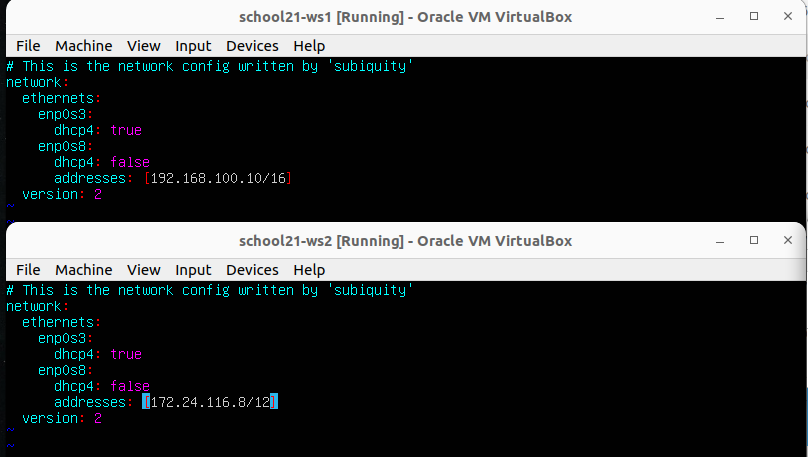 school21-ws1 [Running] - Oracle VM VirtualBox
File Machine View Input Devices Help
# This is the network config written by 'subiquity'
network:
  ethernets:
    enp0s3:
      dhcp4: true
    enp0s8:
      dhcp4: false
      addresses: [192.168.100.10/16]
  version: 2
~
~
school21-ws2 [Running] - Oracle VM VirtualBox
File Machine View Input Devices Help
# This is the network config written by 'subiquity'
network:
  ethernets:
    enp0s3:
      dhcp4: true
    enp0s8:
      dhcp4: false
      addresses: [172.24.116.8/12]
  version: 2
~
~